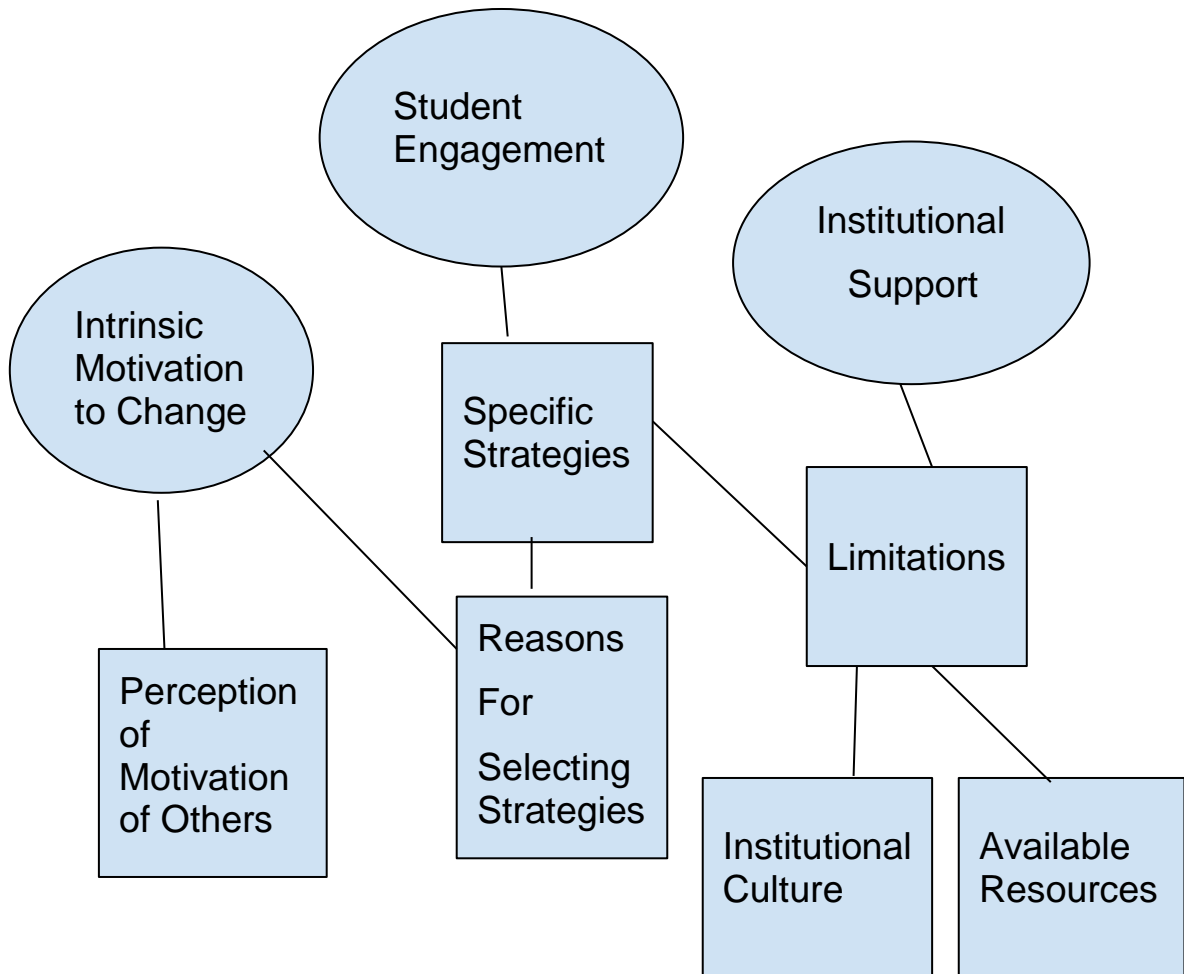 Student
Engagement
Institutional
Support
Intrinsic
Motivation
to Change
Specific
Strategies
Limitations
Reasons
For
Selecting
Strategies
Perception
of
Motivation
of Others
Institutional
Culture
Available
Resources